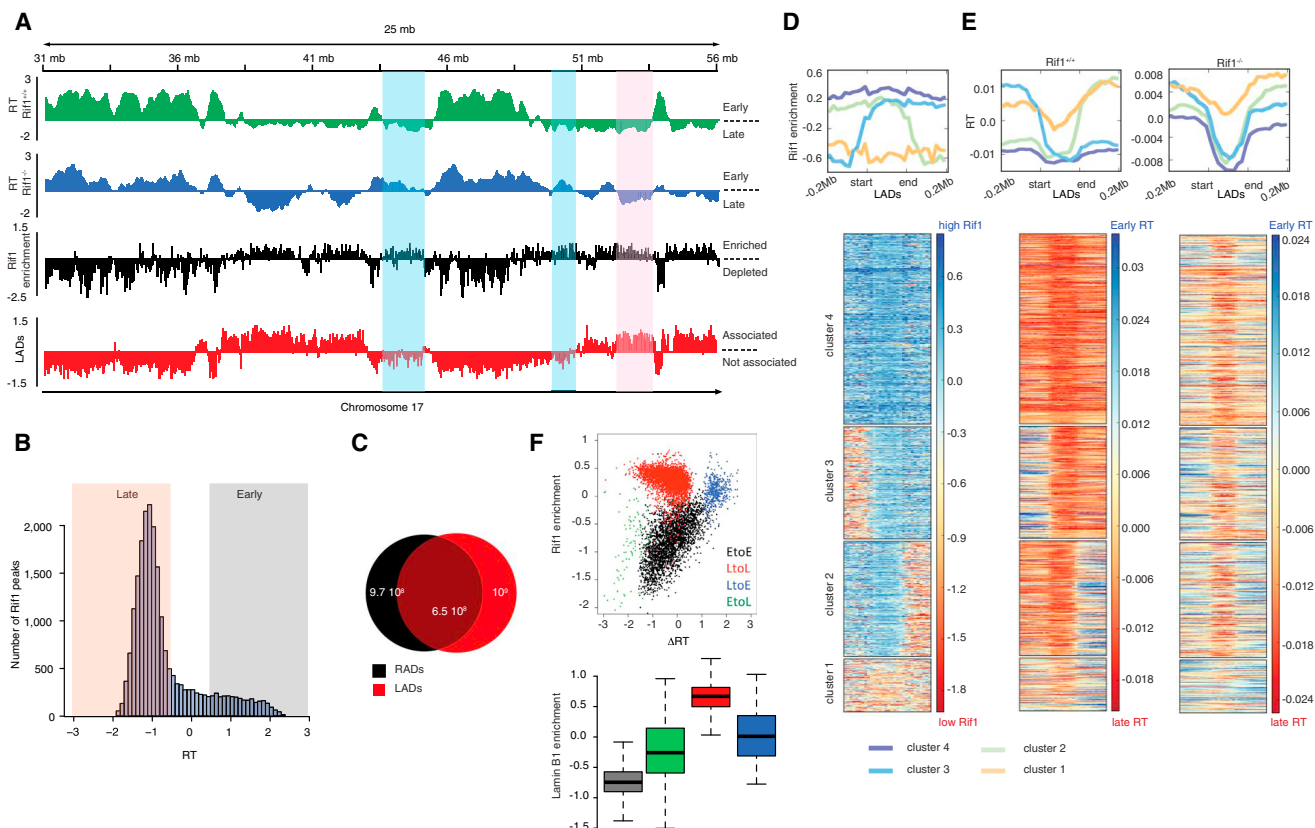 A
25 mb
31 mb 36 mb 41 mb 46 mb 51 mb 56 mb
RT
Rif1+/+
3
-2
Early
Late
RT
Rif1-/-
3
-2
Early
Late
Rif1
enrichment
1.5
-2.5
Enriched
Depleted
LADs
1.5
-1.5
Associated
Not associated
Chromosome 17
B
Late
Early
Number of Rif1 peaks
2,000
1,500
1,000
500
0
−3 −2 −1 0 1 2 3
RT
C
9.7 10⁸
6.5 10⁸
10⁹
RADs
LADs
D
Rif1 enrichment
0.6
0.2
-0.2
-0.6
-0.2Mb start end 0.2Mb
LADs
high Rif1
cluster 4
cluster 3
cluster 2
cluster 1
0.6
0.3
0.0
-0.3
-0.6
-0.9
-1.2
-1.5
-1.8
low Rif1
E
Rif1+/+
RT
0.01
0.0
-0.01
-0.2Mb start end 0.2Mb
LADs
Rif1-/-
0.008
0.004
0.0
-0.004
-0.008
-0.2Mb start end 0.2Mb
LADs
Early RT
0.03
0.024
0.018
0.012
0.006
0.000
-0.006
-0.012
-0.018
late RT
Early RT
0.024
0.018
0.012
0.006
0.000
-0.006
-0.012
-0.018
-0.024
late RT
cluster 4
cluster 2
cluster 3
cluster 1
F
Rif1 enrichment
1
0.5
0
-0.5
-1
-1.5
-2
EtoE
LtoL
LtoE
EtoL
−3 −2 −1 0 1 2 3
ΔRT
Lamin B1 enrichment
1.0
0.5
0.0
-0.5
-1.0
-1.5